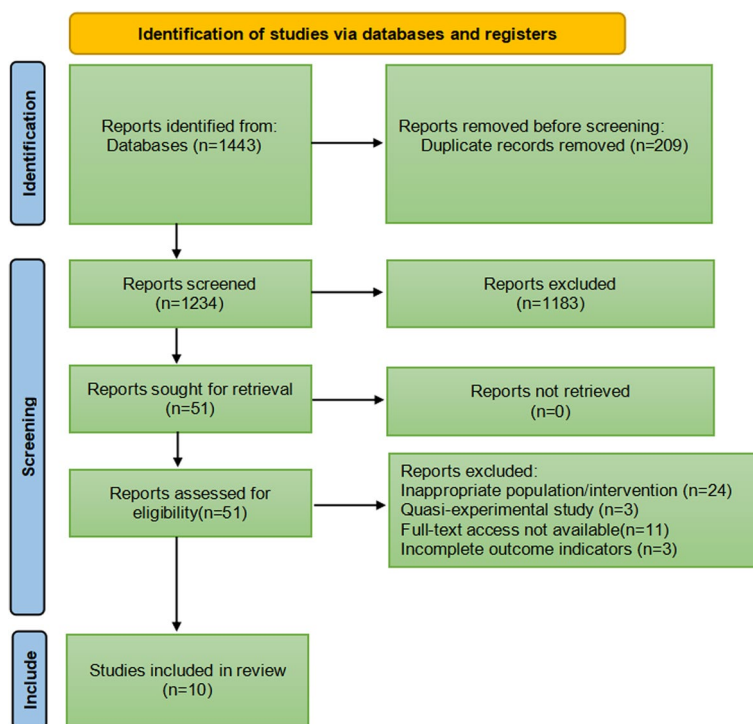 Identification of studies via databases and registers
Identification
Reports identified from:
Databases (n=1443)
Reports removed before screening:
Duplicate records removed (n=209)
Screening
Reports screened
(n=1234)
Reports excluded
(n=1183)
Reports sought for retrieval
(n=51)
Reports not retrieved
(n=0)
Reports assessed for
eligibility(n=51)
Reports excluded:
Inappropriate population/intervention (n=24)
Quasi-experimental study (n=3)
Full-text access not available(n=11)
Incomplete outcome indicators (n=3)
Include
Studies included in review
(n=10)